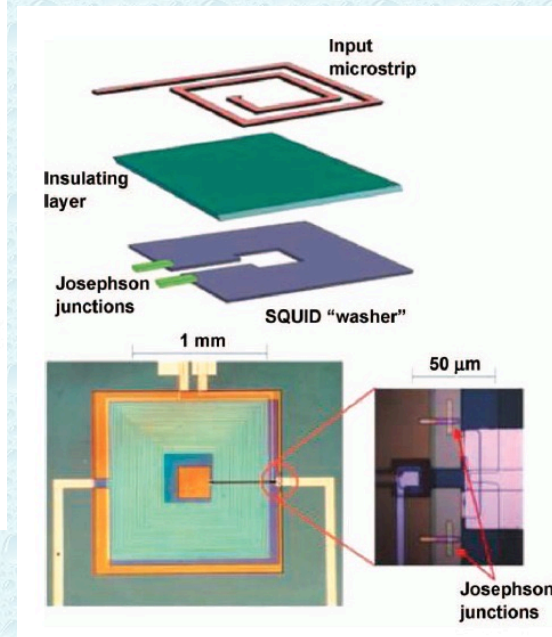 Input
microstrip
Insulating
layer
Josephson
junctions
SQUID “washer”
1 mm
50 μm
Josephson
junctions